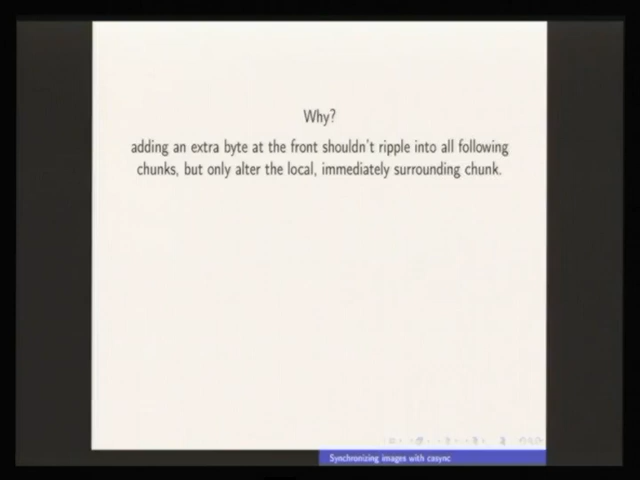 Why?
adding an extra byte at the front shouldn't ripple into all following
chunks, but only alter the local, immediately surrounding chunk.
Synchronizing images with casync